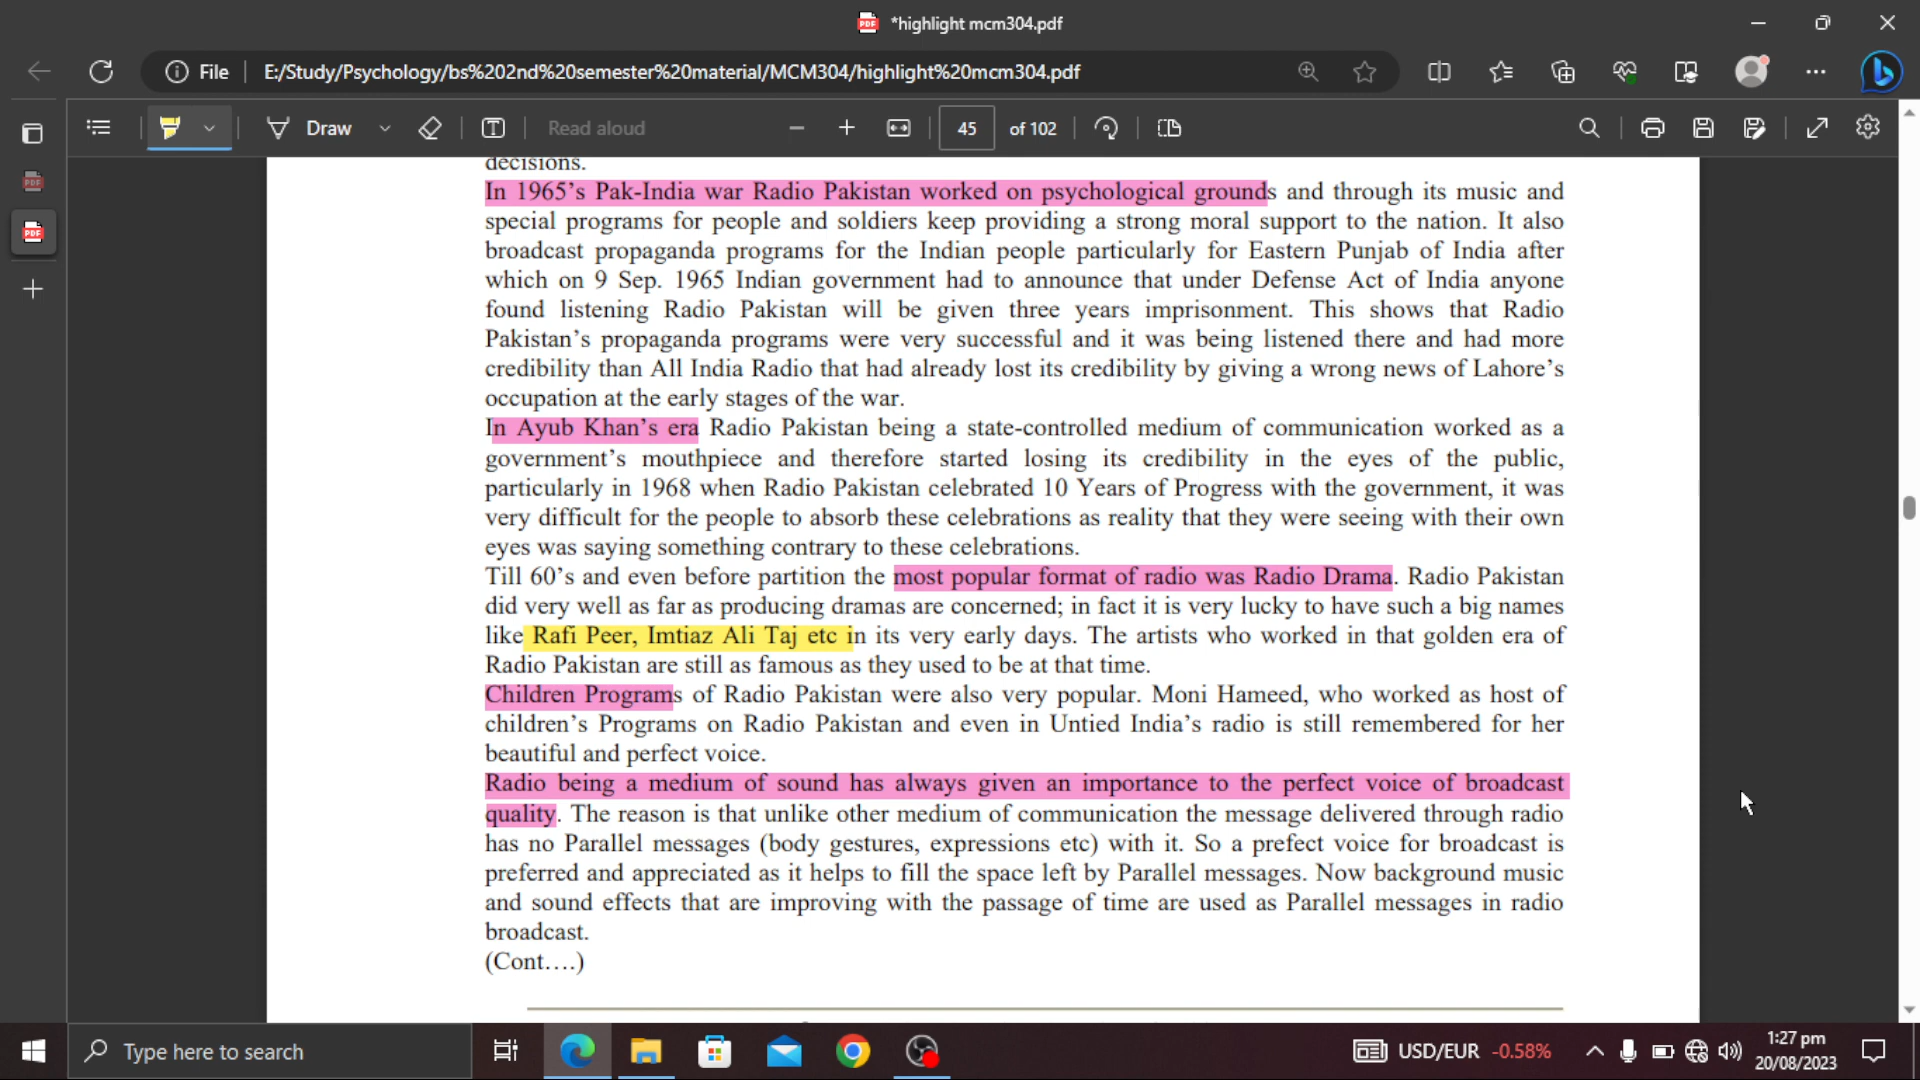 *highlight mcm304.pdf
File E:/Study/Psychology/bs%202nd%20semester%20material/MCM304/highlight%20mcm304.pdf
Draw Read aloud 45 of 102
decisions.
In 1965’s Pak-India war Radio Pakistan worked on psychological grounds and through its music and
special programs for people and soldiers keep providing a strong moral support to the nation. It also
broadcast propaganda programs for the Indian people particularly for Eastern Punjab of India after
which on 9 Sep. 1965 Indian government had to announce that under Defense Act of India anyone
found listening Radio Pakistan will be given three years imprisonment. This shows that Radio
Pakistan’s propaganda programs were very successful and it was being listened there and had more
credibility than All India Radio that had already lost its credibility by giving a wrong news of Lahore’s
occupation at the early stages of the war.
In Ayub Khan’s era Radio Pakistan being a state-controlled medium of communication worked as a
government’s mouthpiece and therefore started losing its credibility in the eyes of the public,
particularly in 1968 when Radio Pakistan celebrated 10 Years of Progress with the government, it was
very difficult for the people to absorb these celebrations as reality that they were seeing with their own
eyes was saying something contrary to these celebrations.
Till 60’s and even before partition the most popular format of radio was Radio Drama. Radio Pakistan
did very well as far as producing dramas are concerned; in fact it is very lucky to have such a big names
like Rafi Peer, Imtiaz Ali Taj etc in its very early days. The artists who worked in that golden era of
Radio Pakistan are still as famous as they used to be at that time.
Children Programs of Radio Pakistan were also very popular. Moni Hameed, who worked as host of
children’s Programs on Radio Pakistan and even in Untied India’s radio is still remembered for her
beautiful and perfect voice.
Radio being a medium of sound has always given an importance to the perfect voice of broadcast
quality. The reason is that unlike other medium of communication the message delivered through radio
has no Parallel messages (body gestures, expressions etc) with it. So a prefect voice for broadcast is
preferred and appreciated as it helps to fill the space left by Parallel messages. Now background music
and sound effects that are improving with the passage of time are used as Parallel messages in radio
broadcast.
(Cont….)
Type here to search USD/EUR -0.58% 1:27 pm
20/08/2023